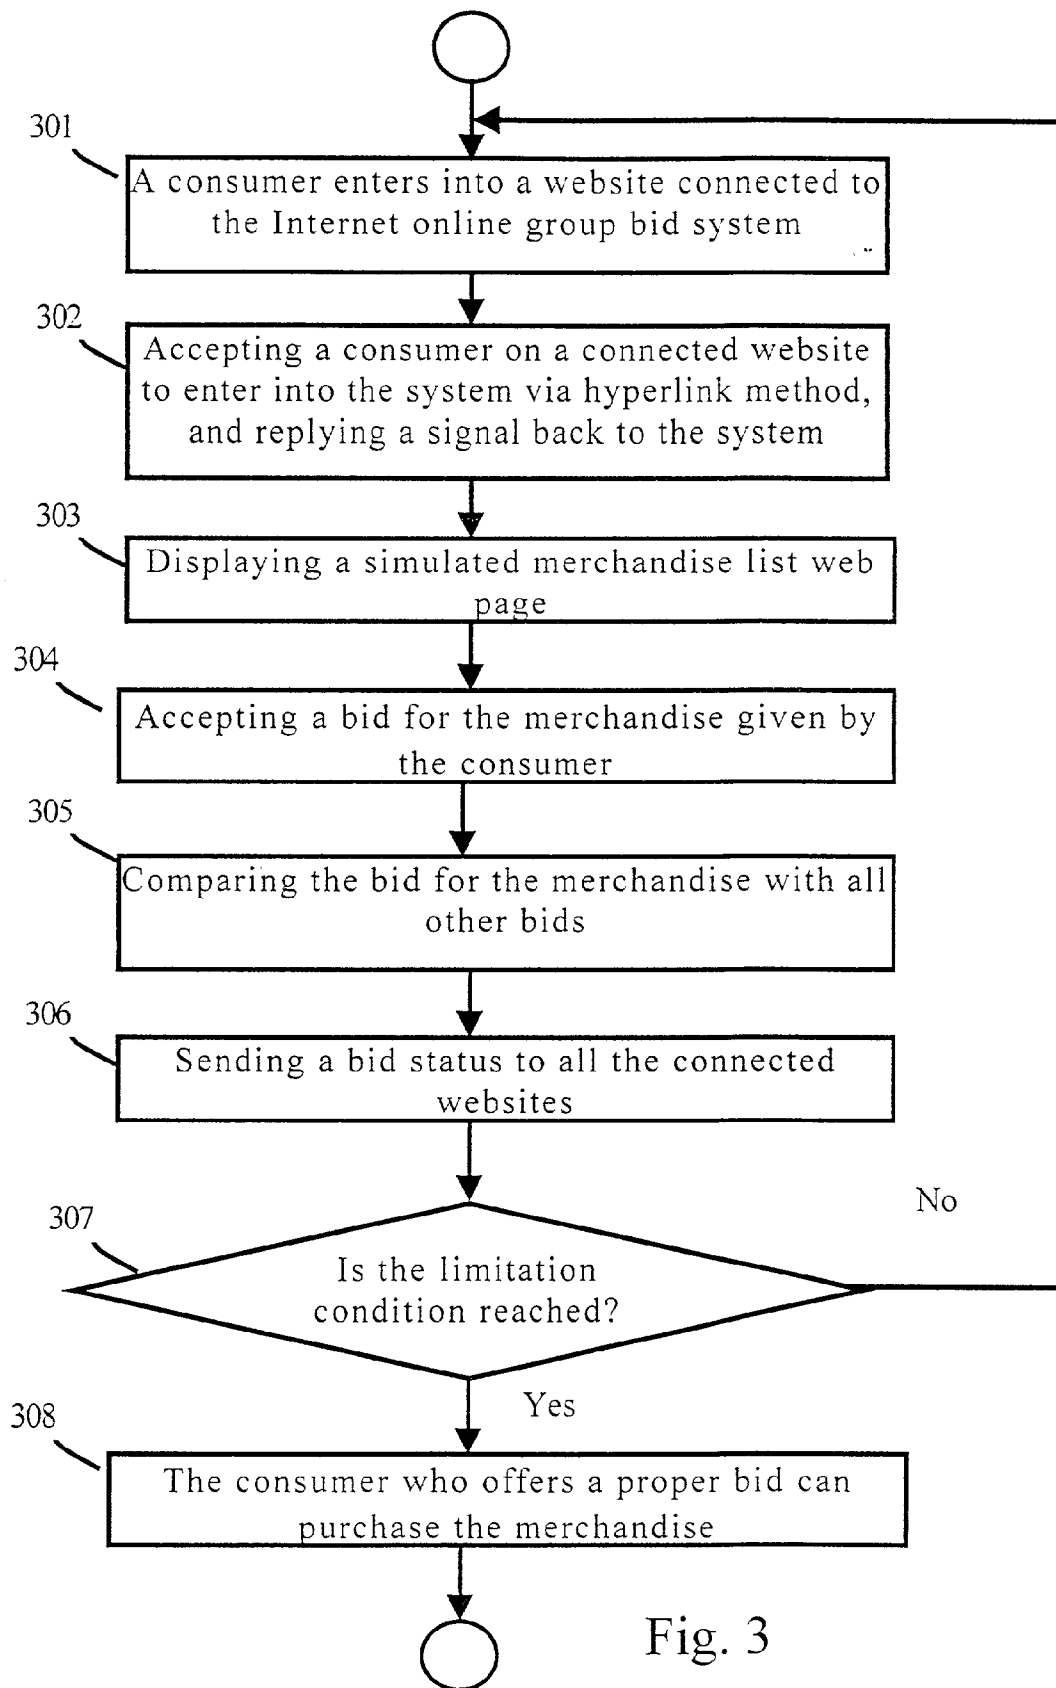 301
A consumer enters into a website connected to
the Internet online group bid system
302
Accepting a consumer on a connected website
to enter into the system via hyperlink method,
and replying a signal back to the system
303
Displaying a simulated merchandise list web
page
304
Accepting a bid for the merchandise given by
the consumer
305
Comparing the bid for the merchandise with all
other bids
306
Sending a bid status to all the connected
websites
No
307
Is the limitation
condition reached?
Yes
308
The consumer who offers a proper bid can
purchase the merchandise
Fig. 3